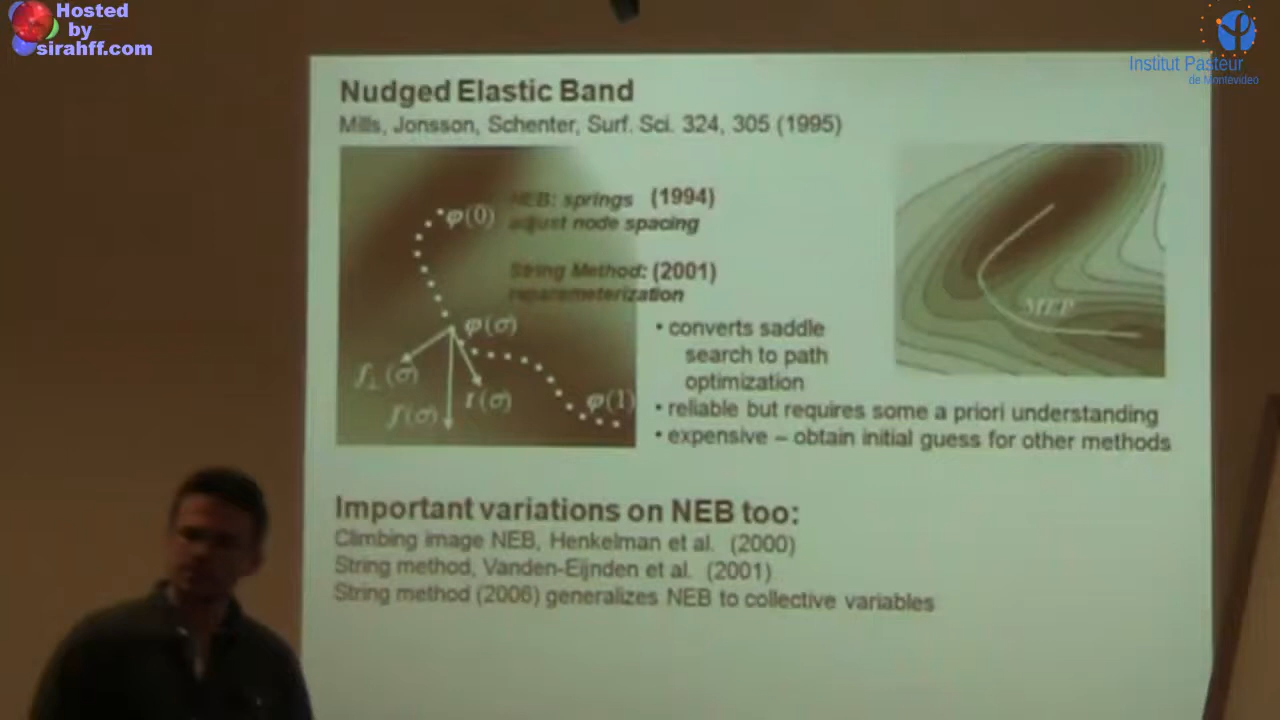 Hosted
by
sirahff.com
Institut Pasteur
de Montevideo
Nudged Elastic Band
Mills, Jonsson, Schenter, Surf. Sci. 324, 305 (1995)
NEB: springs (1994)
adjust node spacing
φ(0)
String Method: (2001)
reparemeterization
φ(σ)
f⊥(σ)
f(σ)
t(σ)
φ(1)
MEP
• converts saddle
search to path
optimization
• reliable but requires some a priori understanding
• expensive – obtain initial guess for other methods
Important variations on NEB too:
Climbing image NEB, Henkelman et al. (2000)
String method, Vanden-Eijnden et al. (2001)
String method (2006) generalizes NEB to collective variables